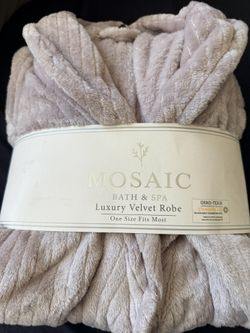 MOSAIC
BATH & SPA
Luxury Velvet Robe
One Size Fits Most
OEKO-TEX®